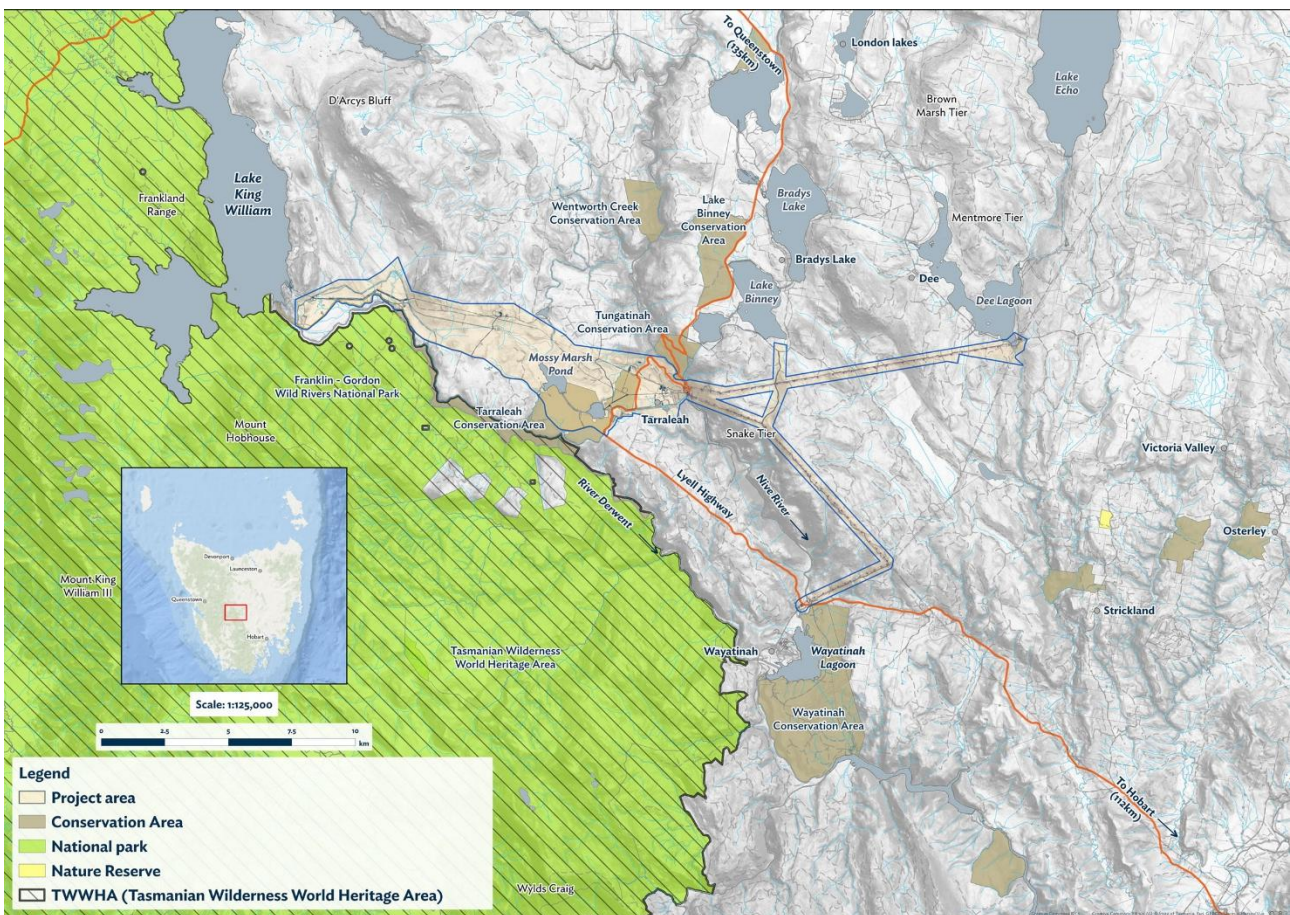 To Queenstown
(135km)
London lakes
Lake
Echo
D'Arcys Bluff
Brown
Marsh Tier
Lake
King
William
Frankland
Range
Wentworth Creek
Conservation Area
Lake
Binney
Conservation
Area
Bradys
Lake
Mentmore Tier
Bradys Lake
Dee
Lake
Binney
Dee Lagoon
Tungatinah
Conservation Area
Mossy Marsh
Pond
Franklin - Gordon
Wild Rivers National Park
Tarraleah
Conservation Area
Tarraleah
Mount
Hobhouse
Snake Tier
Victoria Valley
Lyell Highway
Nive River
River Derwent
Osterley
Devonport
Launceston
Queenstown
Hobart
Mount King
William III
Strickland
Tasmanian Wilderness
World Heritage Area
Wayatinah
Wayatinah
Lagoon
Scale: 1:125,000
Wayatinah
Conservation Area
0 2.5 5 7.5 10
km
To Hobart
(112km)
Legend
Project area
Conservation Area
National park
Nature Reserve
TWWHA (Tasmanian Wilderness World Heritage Area)
Wylds Craig